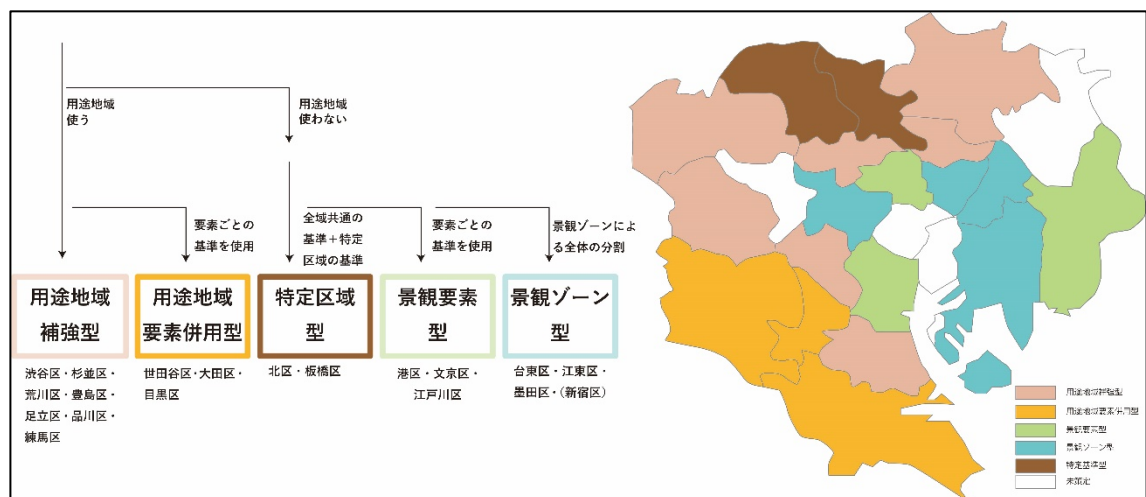 用途地域
使う
用途地域
使わない
要素ごとの
基準を使用
全域共通の
基準＋特定
区域の基準
要素ごとの
基準を使用
景観ゾーンによ
る全体の分割
用途地域
補強型
用途地域
要素併用型
特定区域
型
景観要素
型
景観ゾーン
型
渋谷区・杉並区・
荒川区・豊島区・
足立区・品川区・
練馬区
世田谷区・大田区・
目黒区
北区・板橋区
港区・文京区・
江戸川区
台東区・江東区・
墨田区・（新宿区）
用途地域補強型
用途地域要素併用型
景観要素型
景観ゾーン型
特定基準型
未策定